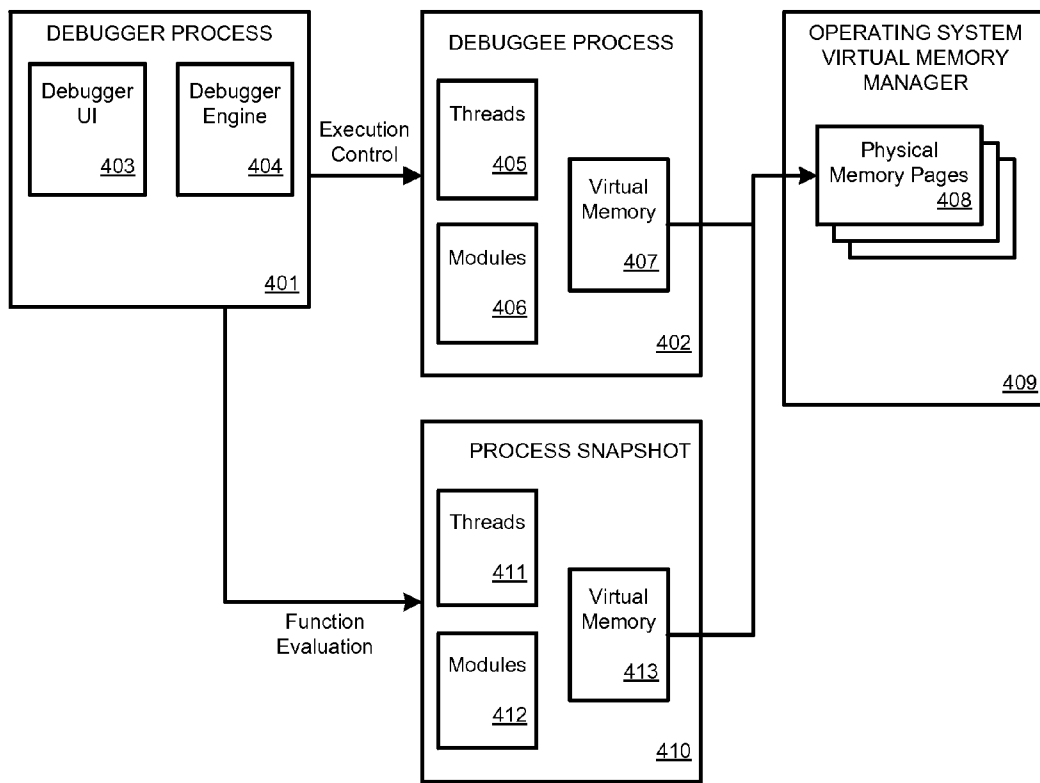 DEBUGGER PROCESS
Debugger
UI
403
Debugger
Engine
404
401
Execution
Control
DEBUGGEE PROCESS
Threads
405
Modules
406
Virtual
Memory
407
402
OPERATING SYSTEM
VIRTUAL MEMORY
MANAGER
Physical
Memory Pages
408
409
Function
Evaluation
PROCESS SNAPSHOT
Threads
411
Modules
412
Virtual
Memory
413
410